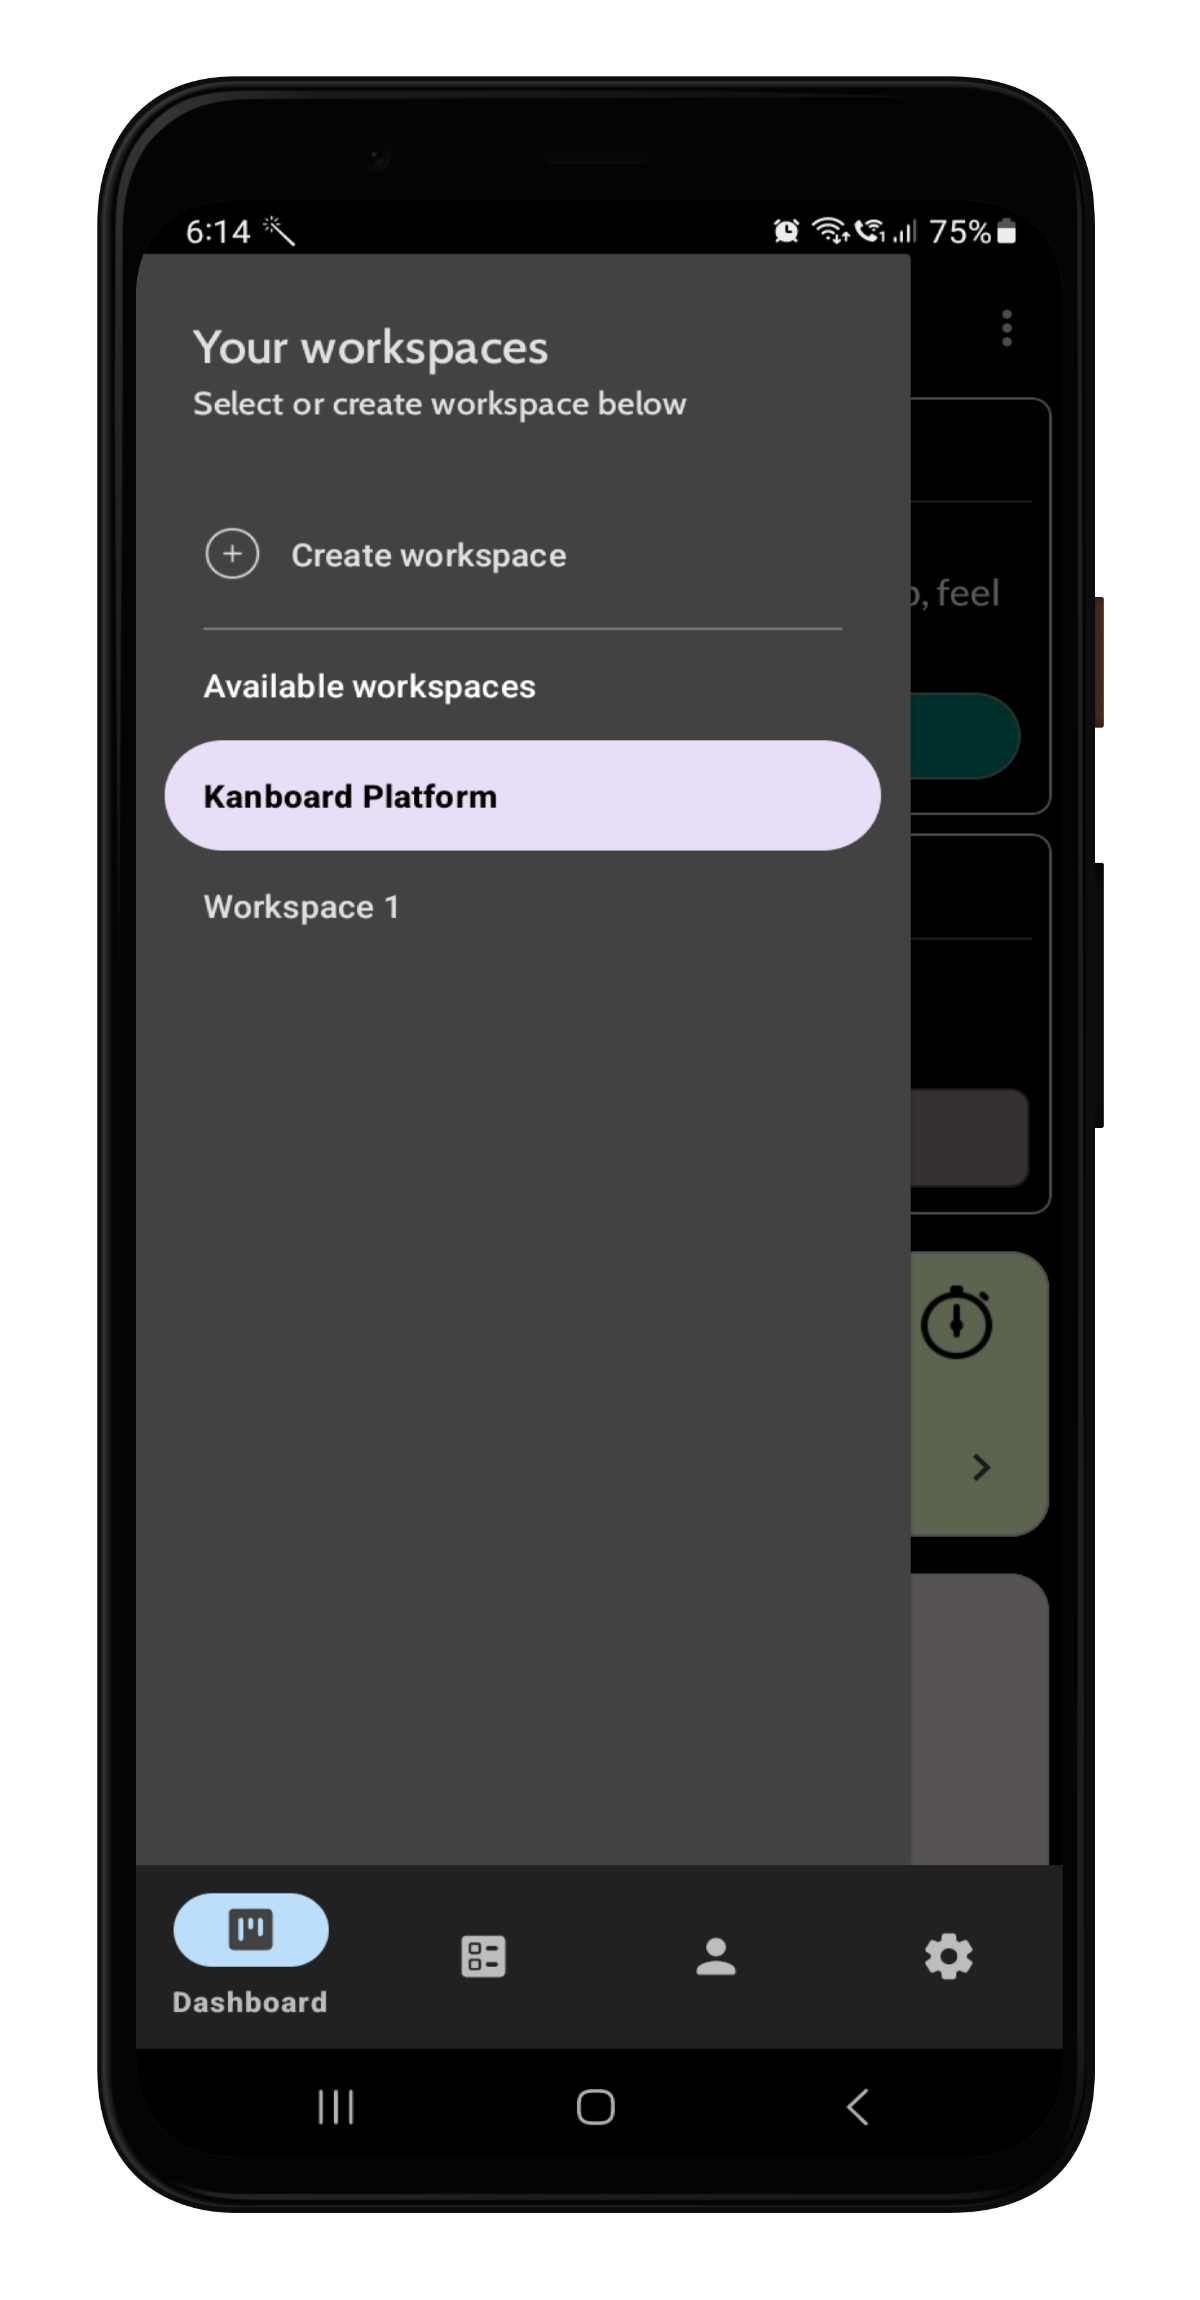 6:14
75%
Your workspaces
Select or create workspace below
Create workspace
, feel
Available workspaces
Kanboard Platform
Workspace 1
Dashboard